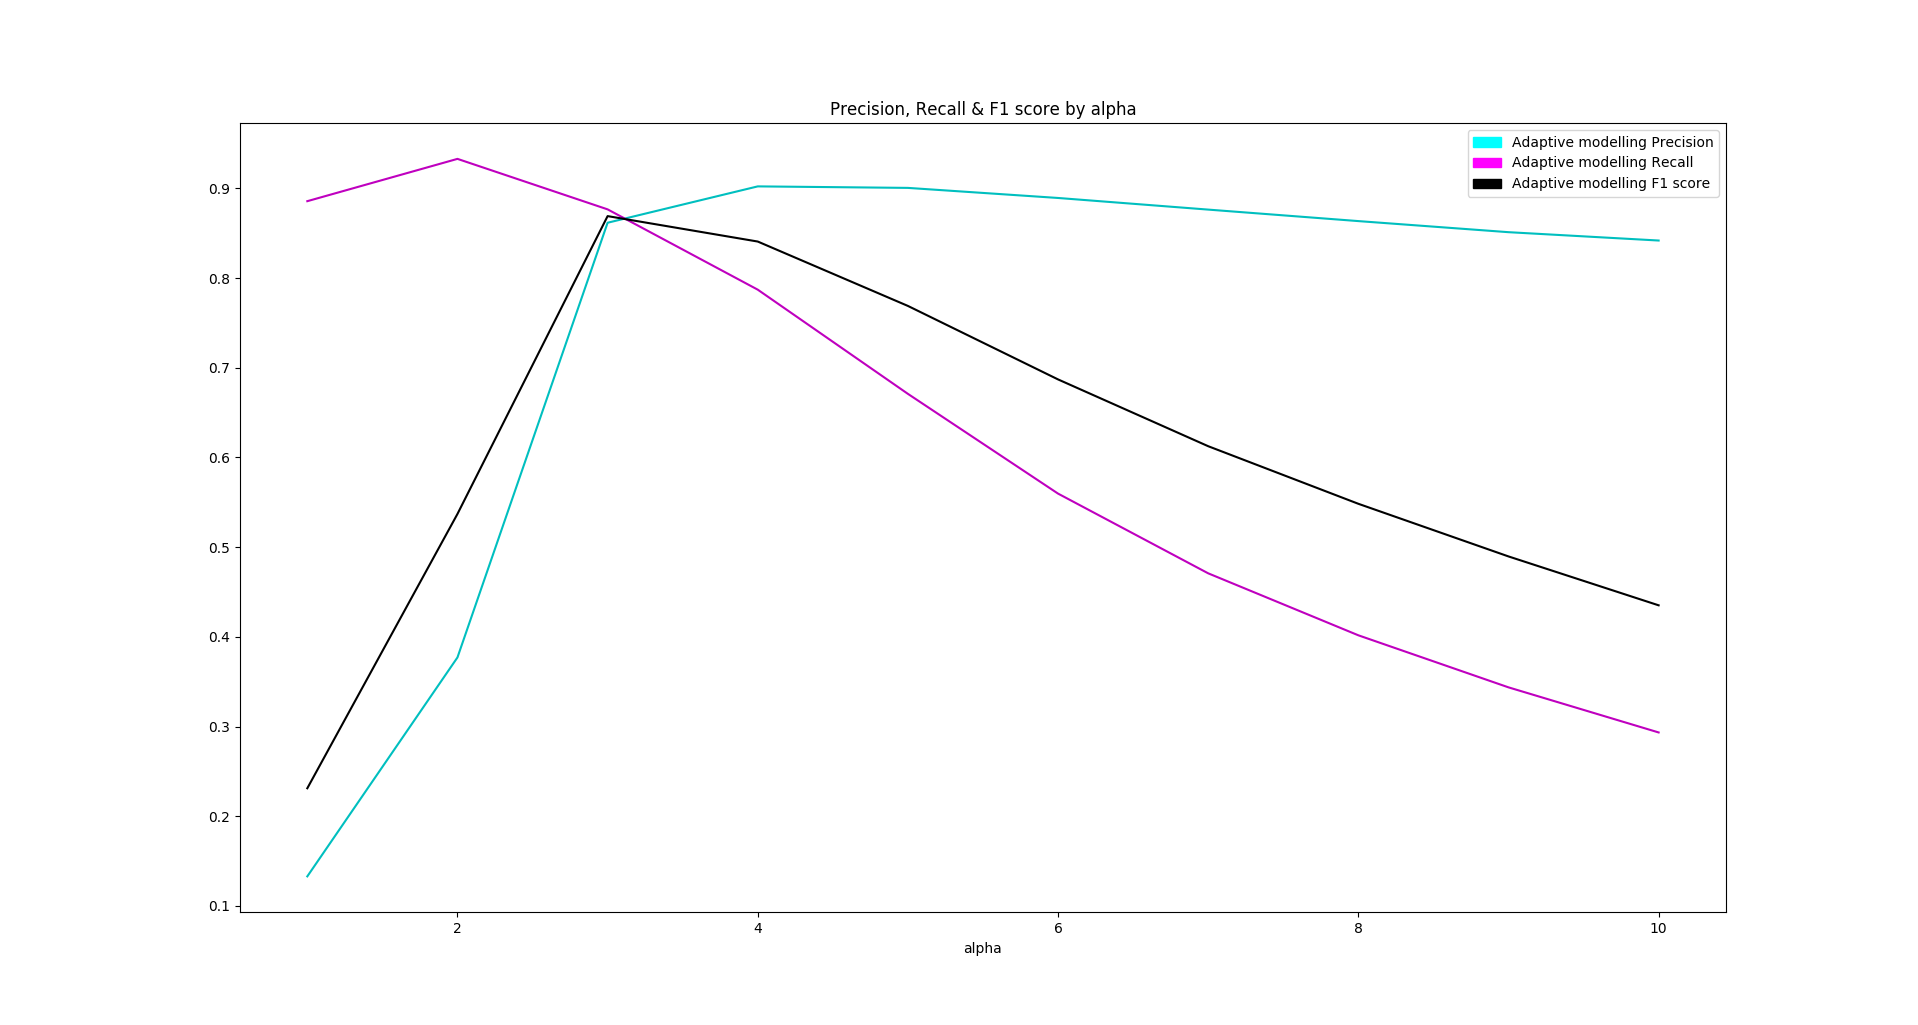 Precision, Recall & F1 score by alpha
Adaptive modelling Precision
Adaptive modelling Recall
Adaptive modelling F1 score
0.9
0.8
0.7
0.6
0.5
0.4
0.3
0.2
0.1
2 4 6 8 10
alpha